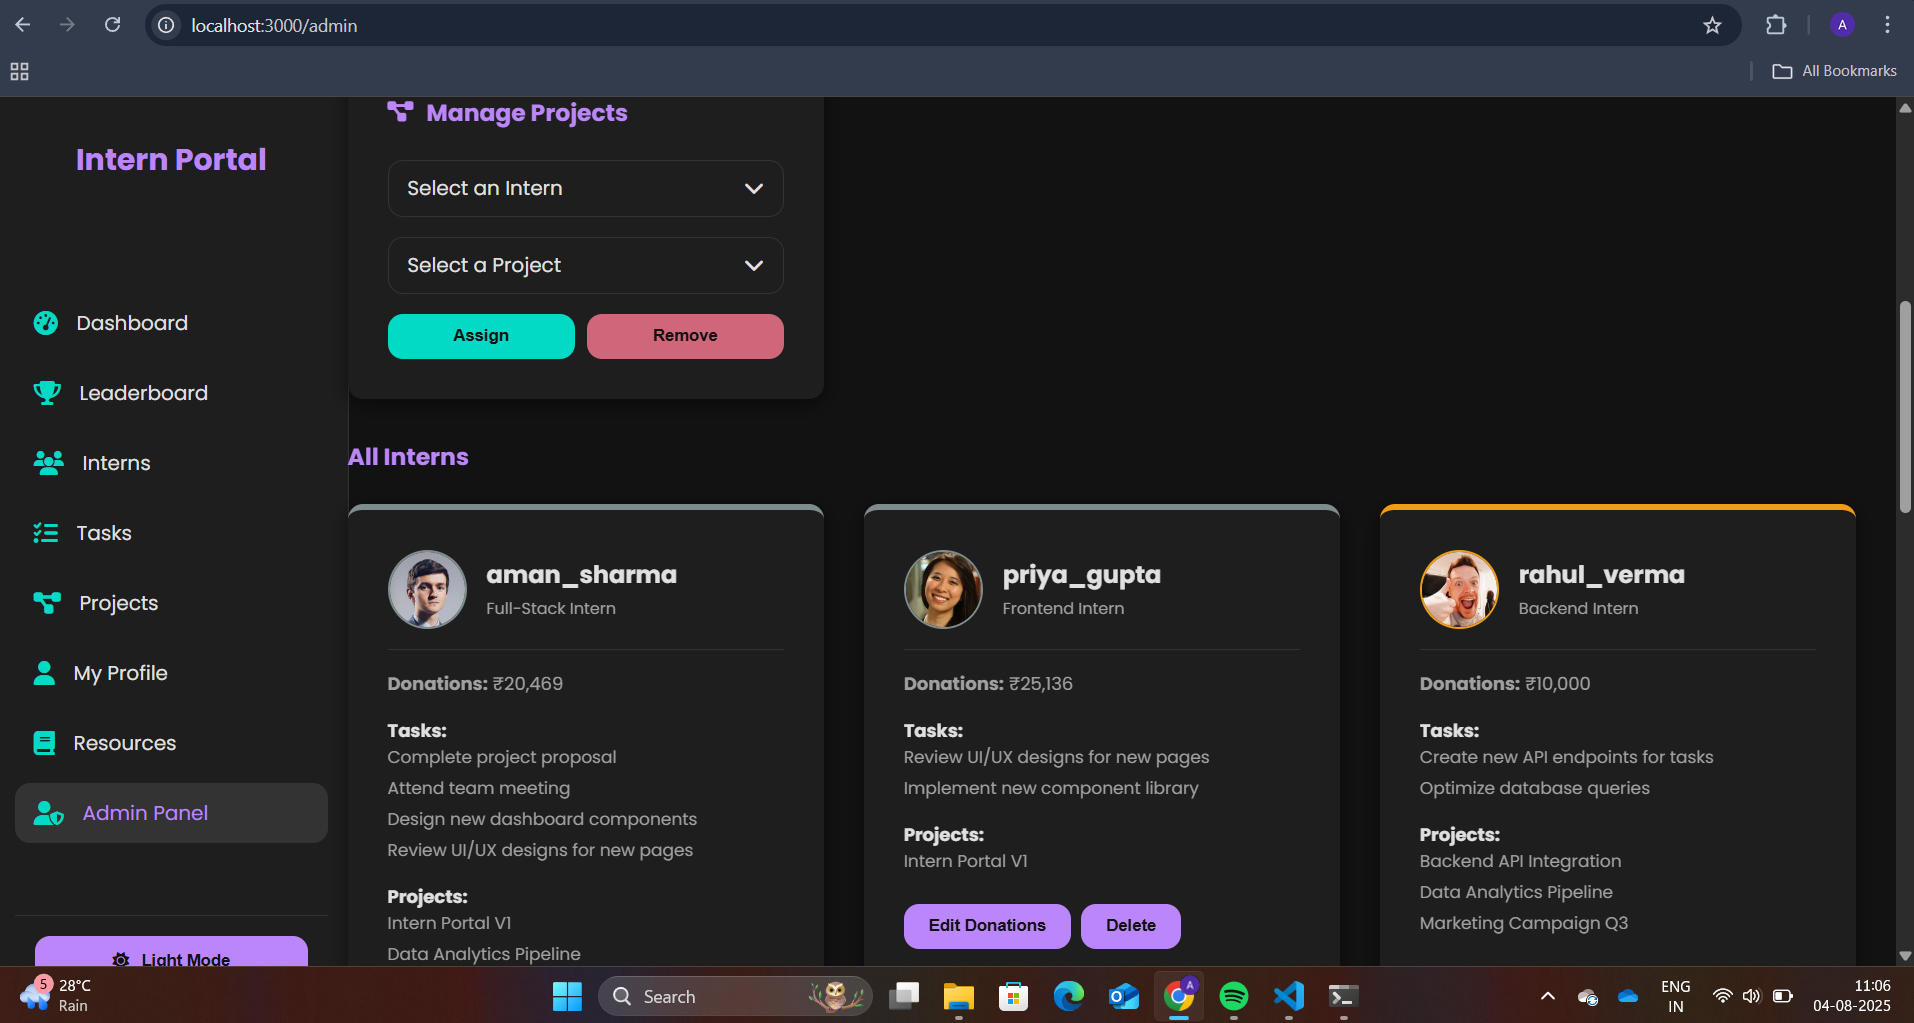 localhost:3000/admin
A
All Bookmarks
Intern Portal
Dashboard
Leaderboard
Interns
Tasks
Projects
My Profile
Resources
Admin Panel
Light Mode
Manage Projects
Select an Intern
Select a Project
Assign
Remove
All Interns
aman_sharma
Full-Stack Intern
Donations: ₹20,469
Tasks:
Complete project proposal
Attend team meeting
Design new dashboard components
Review UI/UX designs for new pages
Projects:
Intern Portal V1
Data Analytics Pipeline
priya_gupta
Frontend Intern
Donations: ₹25,136
Tasks:
Review UI/UX designs for new pages
Implement new component library
Projects:
Intern Portal V1
Edit Donations
Delete
rahul_verma
Backend Intern
Donations: ₹10,000
Tasks:
Create new API endpoints for tasks
Optimize database queries
Projects:
Backend API Integration
Data Analytics Pipeline
Marketing Campaign Q3
5
28°C
Rain
Search
A
ENG
IN
11:06
04-08-2025